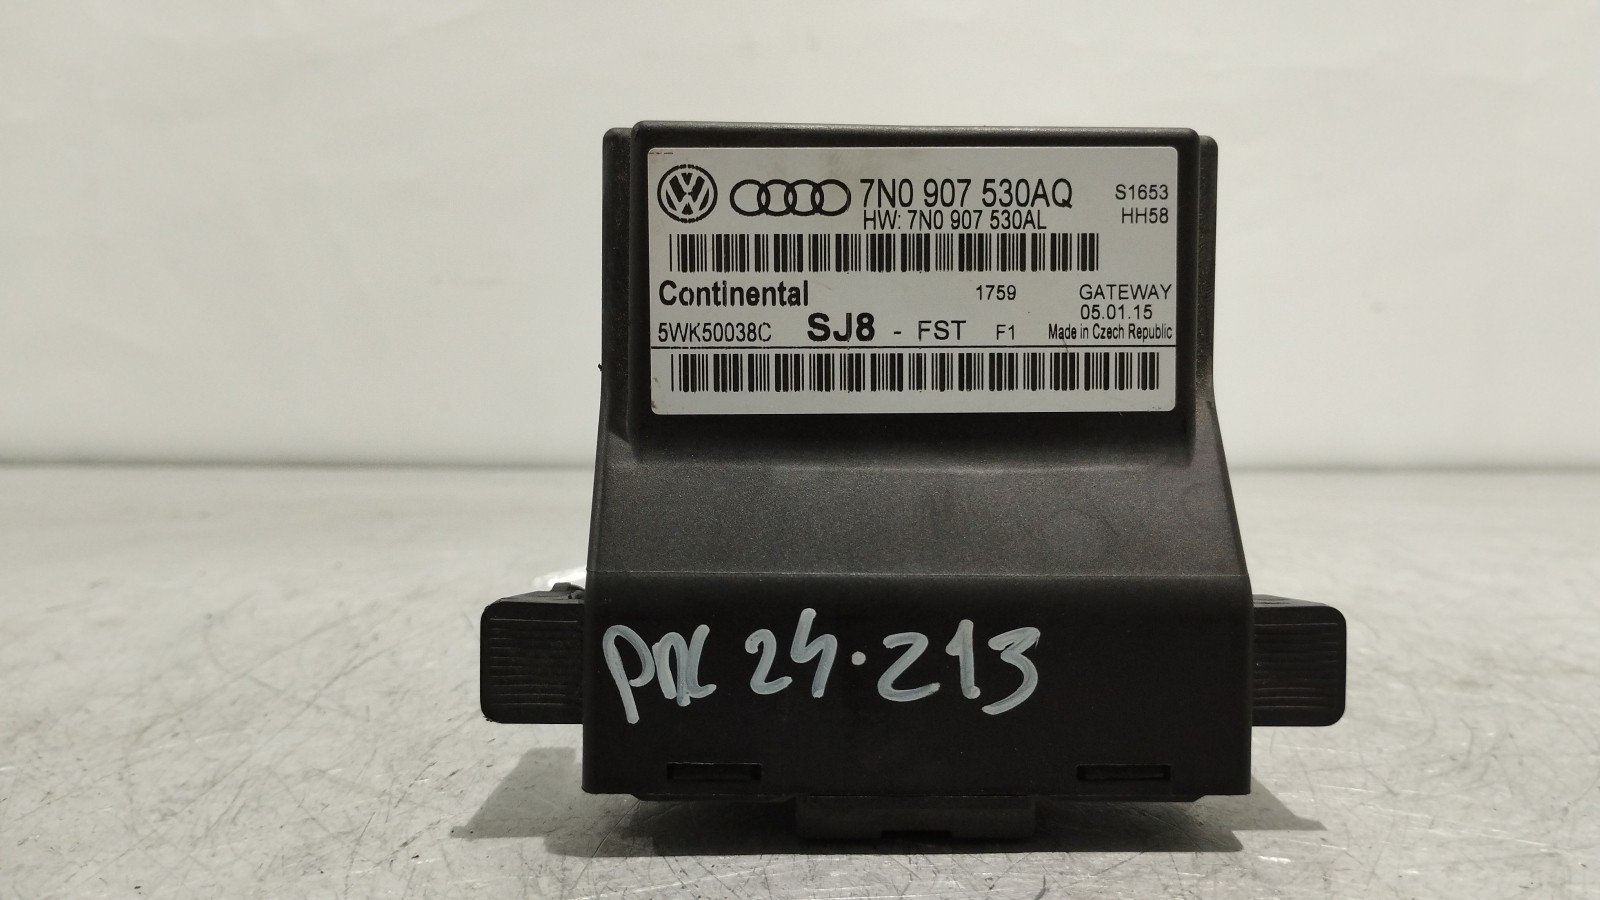 7N0 907 530AQ S1653
HW: 7N0 907 530AL HH58
Continental 1759 GATEWAY
05.01.15
5WK50038C SJ8 - FST F1 Made in Czech Republic
24.213